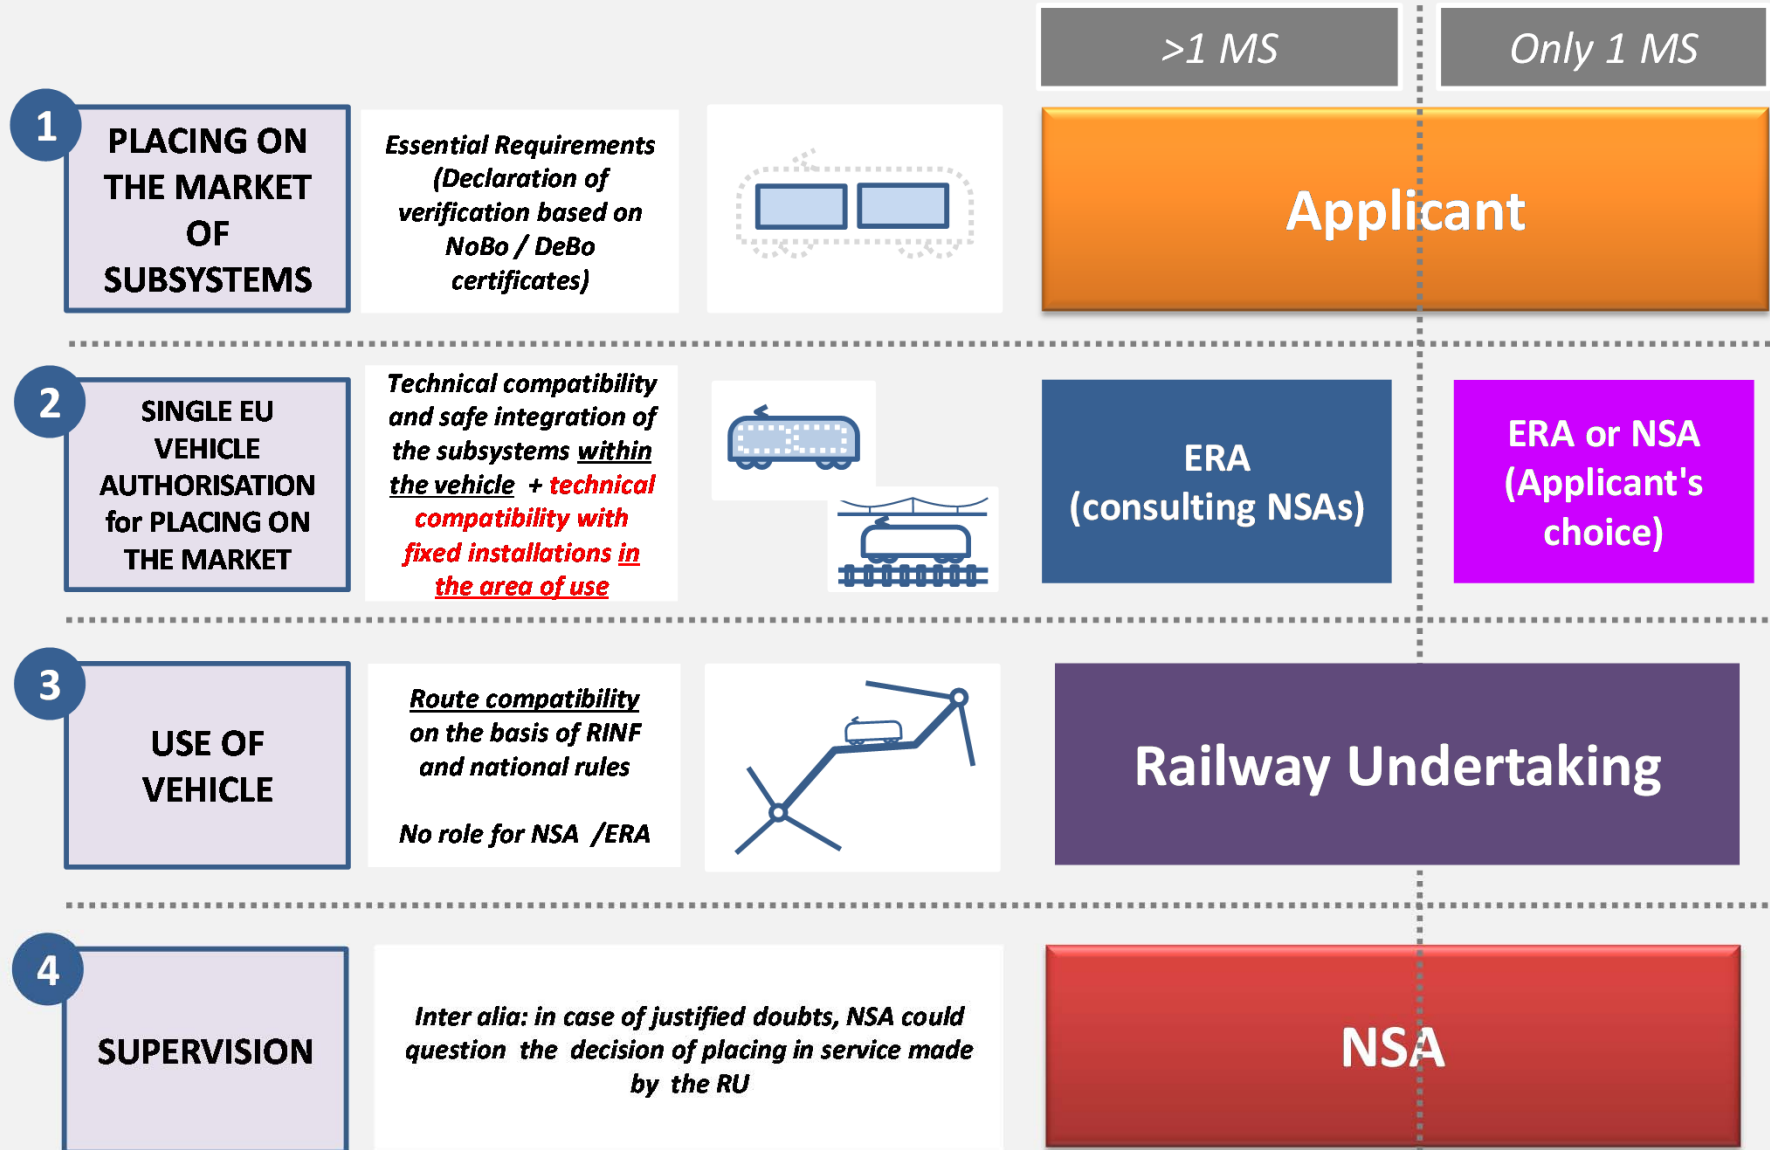 >1 MS
Only 1 MS
1
PLACING ON
THE MARKET
OF
SUBSYSTEMS
Essential Requirements
(Declaration of
verification based on
NoBo / DeBo
certificates)
Applicant
2
SINGLE EU
VEHICLE
AUTHORISATION
for PLACING ON
THE MARKET
Technical compatibility
and safe integration of
the subsystems within
the vehicle + technical
compatibility with
fixed installations in
the area of use
ERA
(consulting NSAs)
ERA or NSA
(Applicant's
choice)
3
USE OF
VEHICLE
Route compatibility
on the basis of RINF
and national rules
No role for NSA /ERA
Railway Undertaking
4
SUPERVISION
Inter alia: in case of justified doubts, NSA could
question the decision of placing in service made
by the RU
NSA